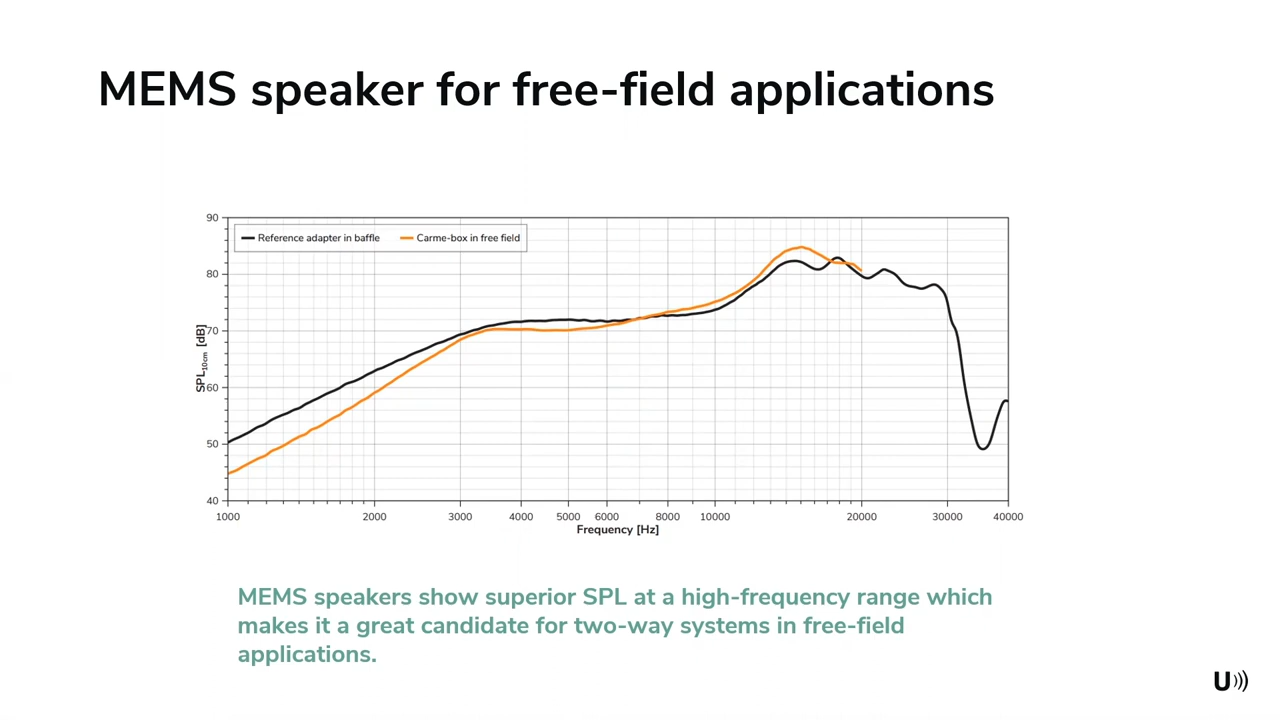 MEMS speaker for free-field applications
90
80
70
60
50
40
SPL10cm [dB]
Reference adapter in baffle
Carme-box in free field
1000 2000 3000 4000 5000 6000 8000 10000 20000 30000 40000
Frequency [Hz]
MEMS speakers show superior SPL at a high-frequency range which
makes it a great candidate for two-way systems in free-field
applications.
U